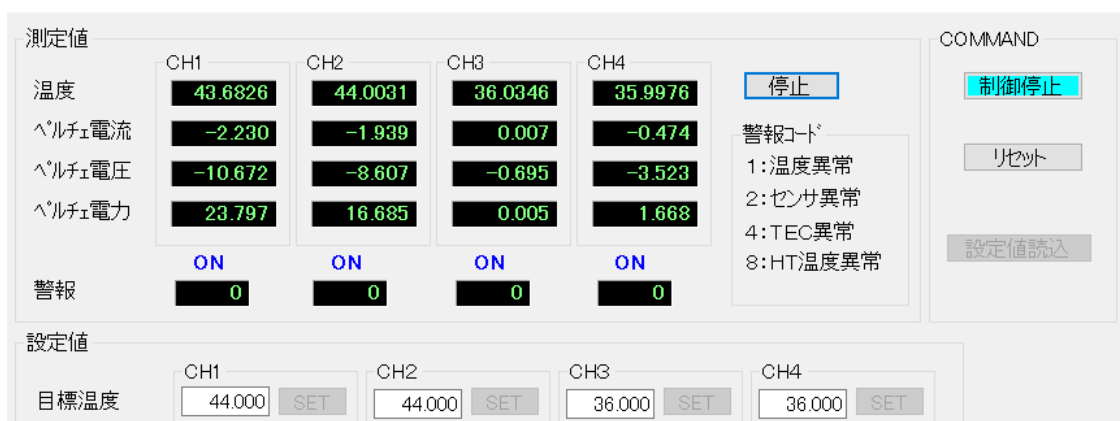 測定値
COMMAND
CH1 CH2 CH3 CH4
温度 43.6826 44.0031 36.0346 35.9976 停止 制御停止
ペルチェ電流 -2.230 -1.939 0.007 -0.474 警報コード
ペルチェ電圧 -10.672 -8.607 -0.695 -3.523 1:温度異常 リセット
ペルチェ電力 23.797 16.685 0.005 1.668 2:センサ異常
4:TEC異常
ON ON ON ON 8:HT温度異常 設定値読込
警報 0 0 0 0
設定値
CH1 CH2 CH3 CH4
目標温度 44.000 SET 44.000 SET 36.000 SET 36.000 SET